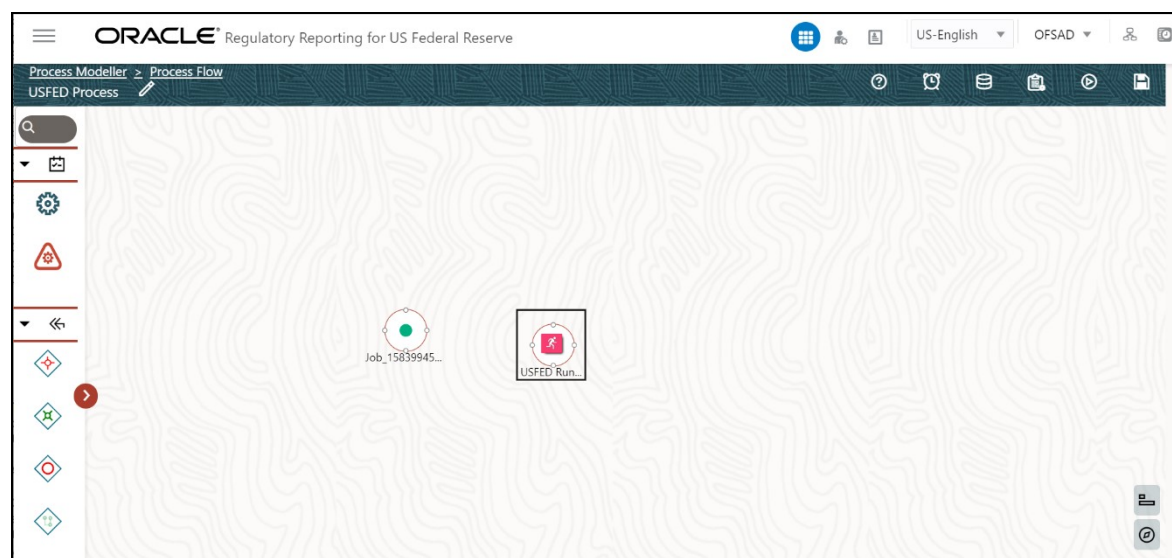 ORACLE® Regulatory Reporting for US Federal Reserve
US-English
OFSAD
Process Modeller > Process Flow
USFED Process
Job_15839945...
USFED Run...